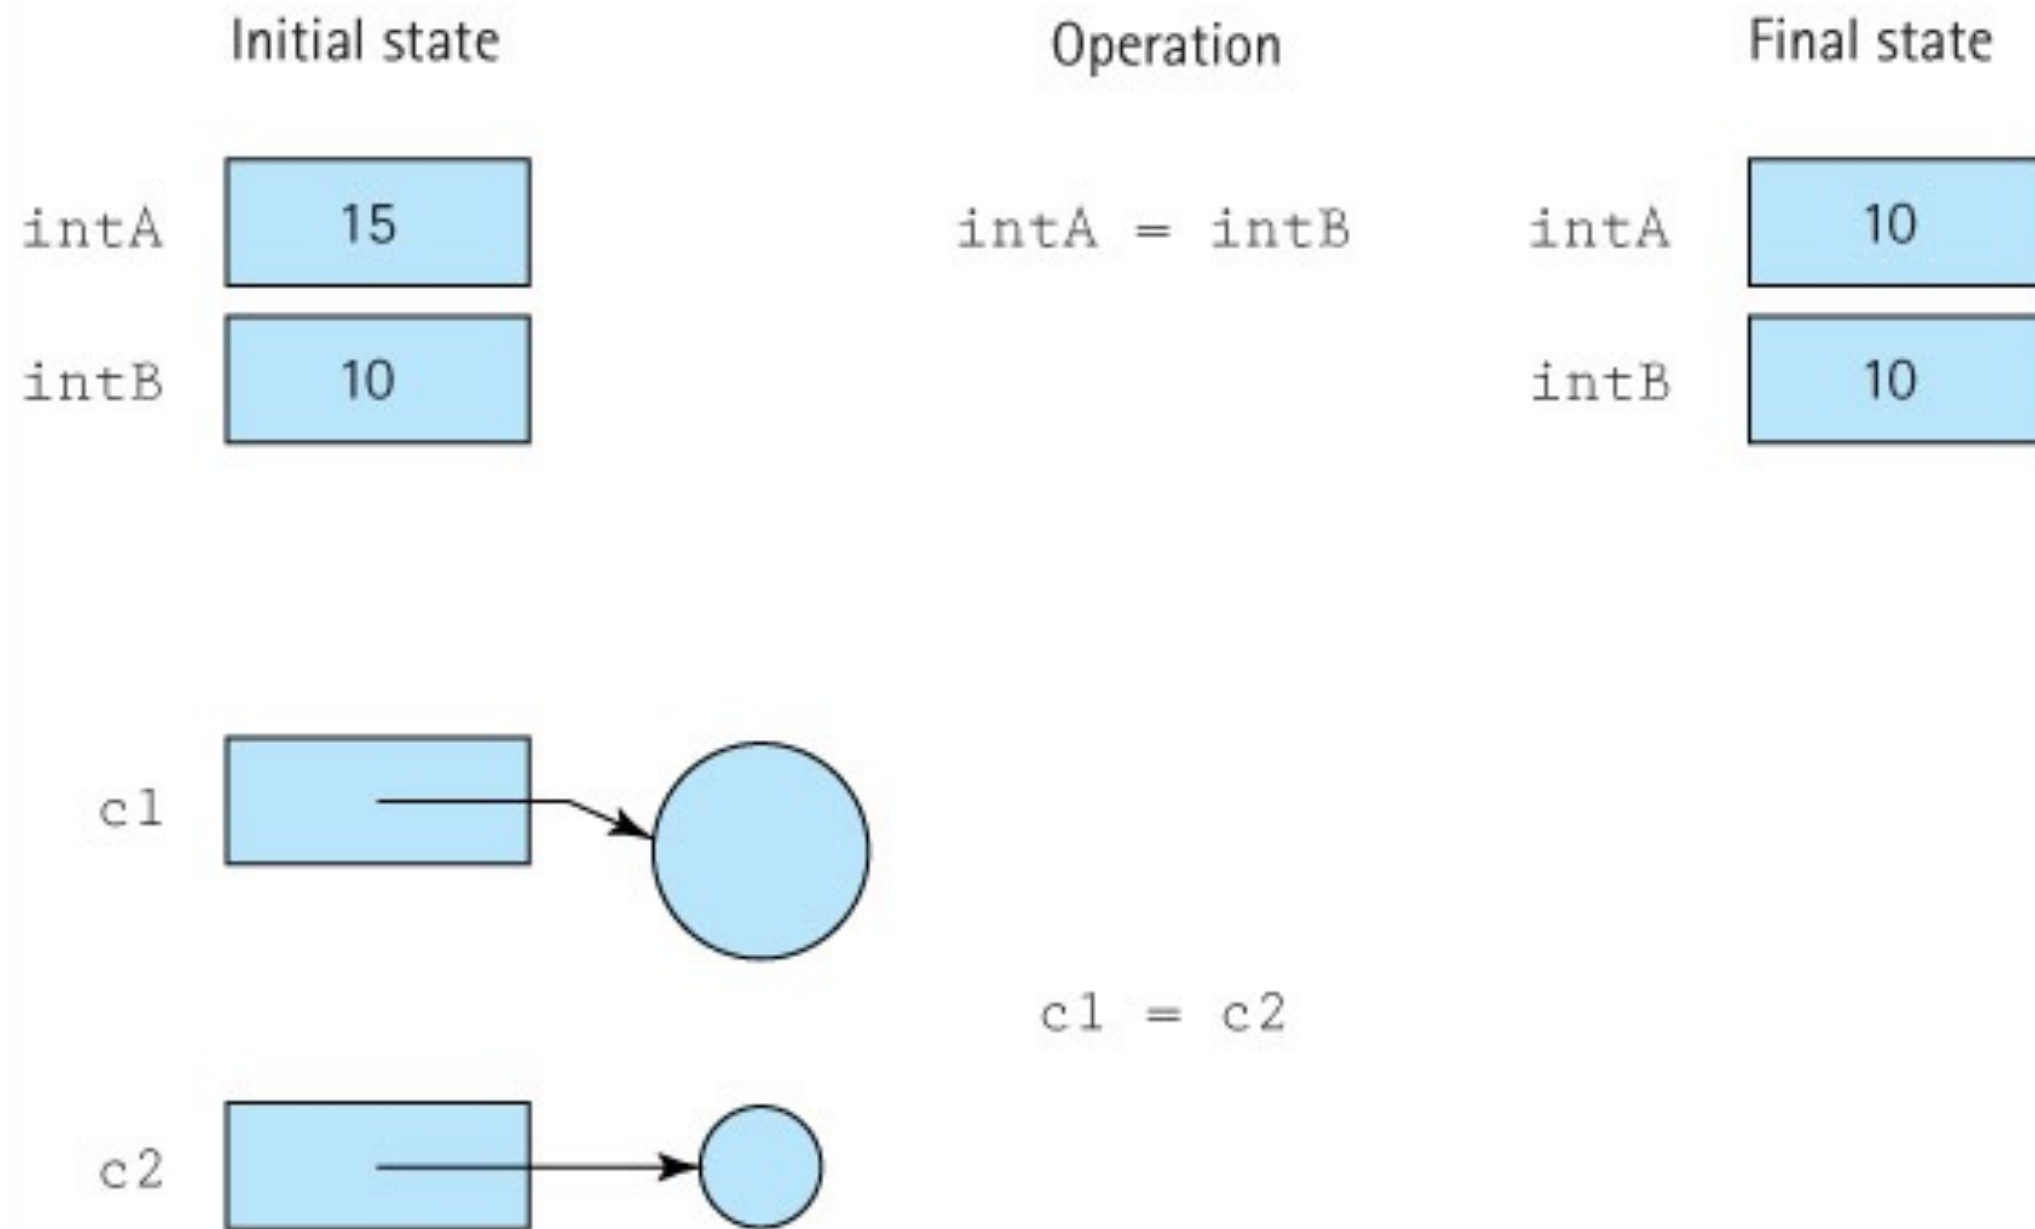 Initial state Operation Final state
intA 15 intA = intB intA 10
intB 10 intB 10
c1
c1 = c2
c2